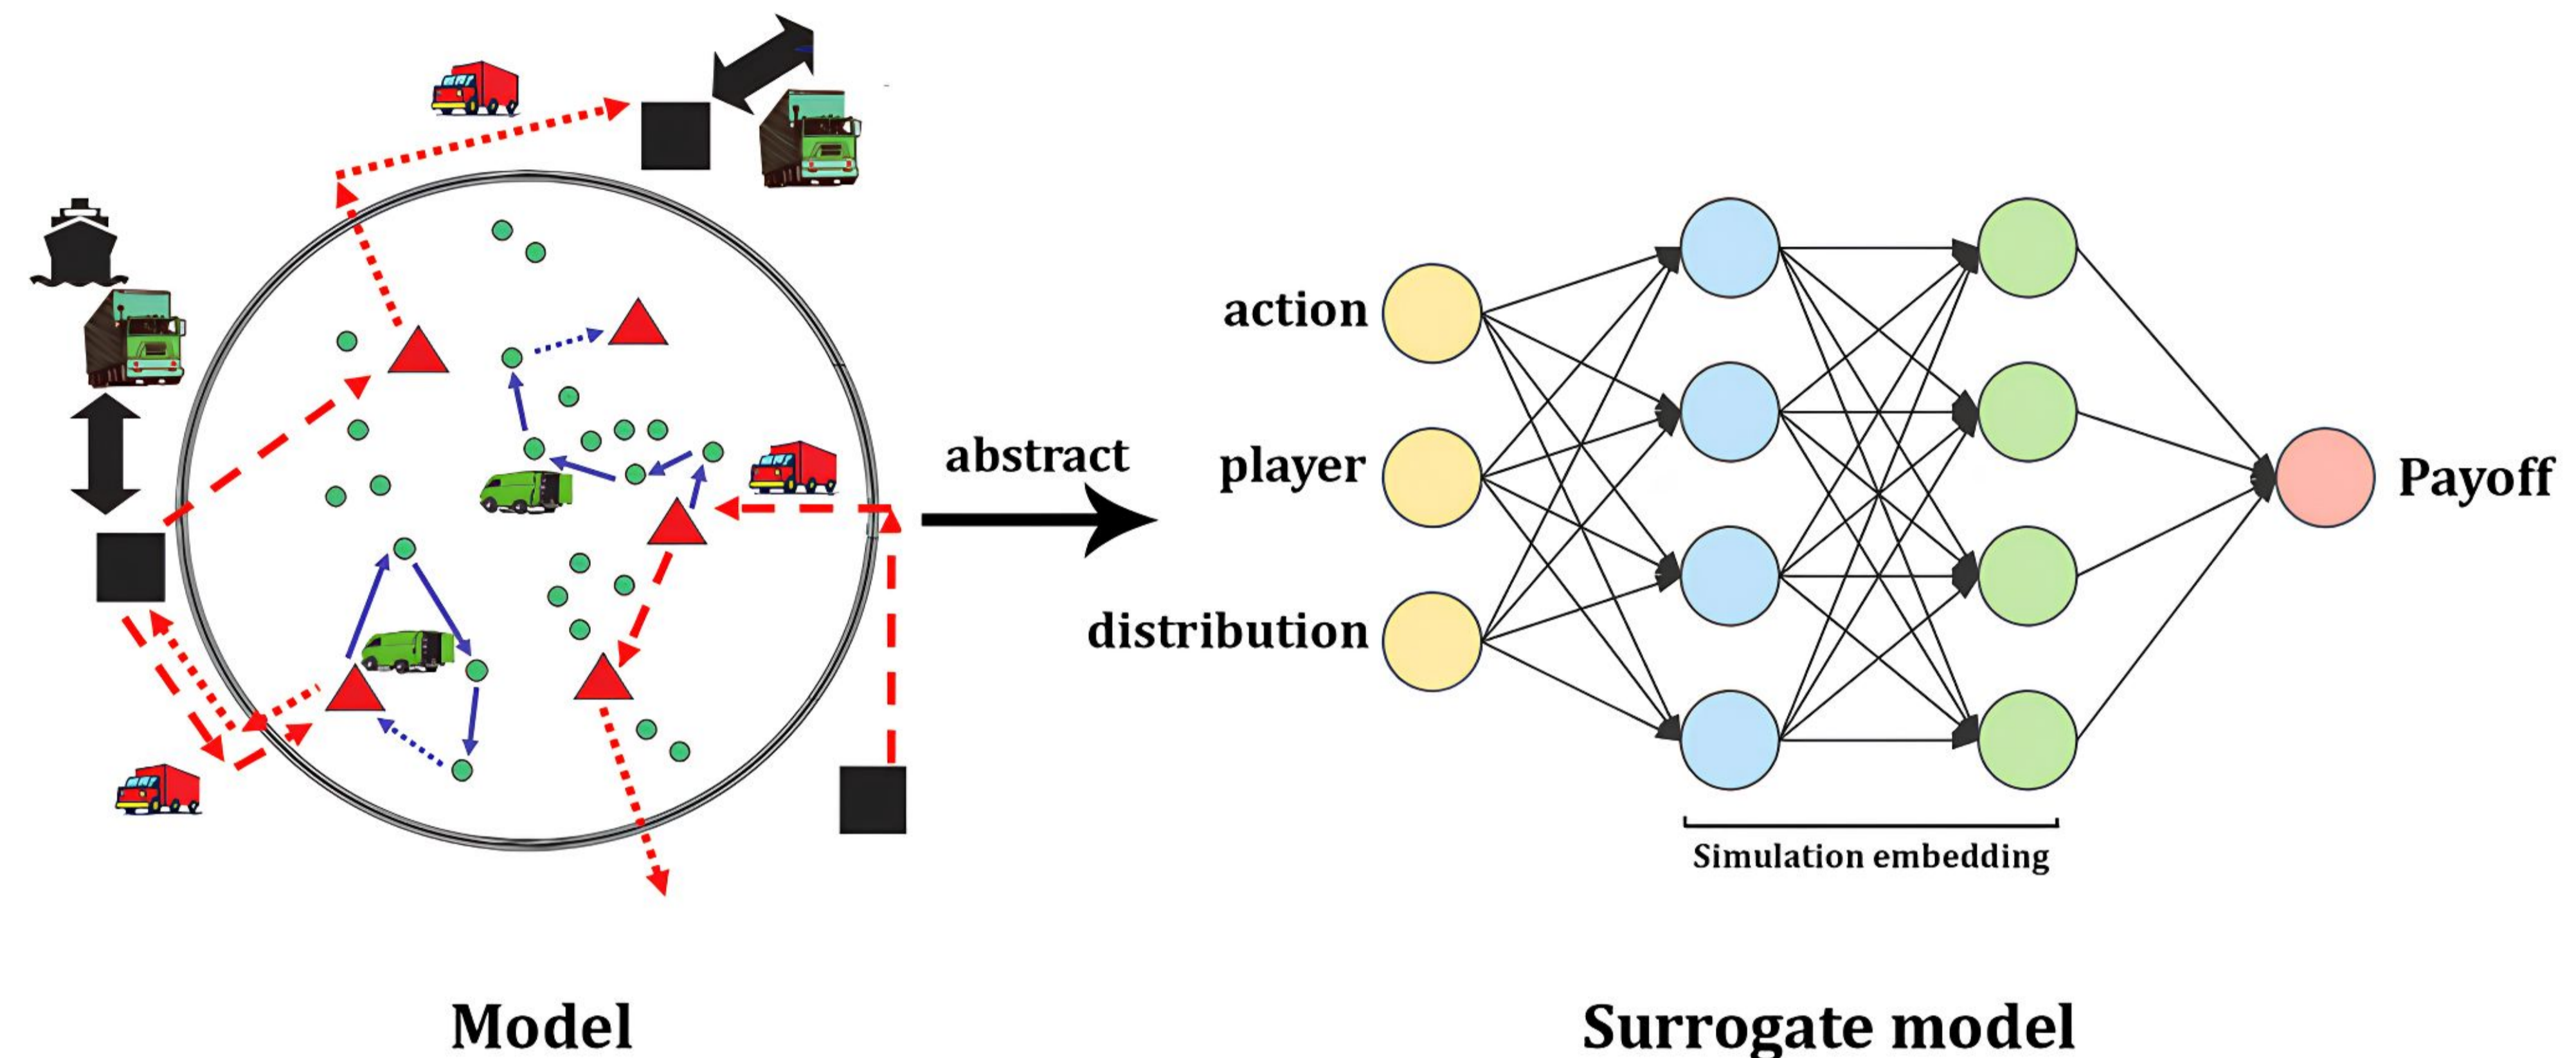 action
player
distribution
abstract
Payoff
Simulation embedding
Model
Surrogate model